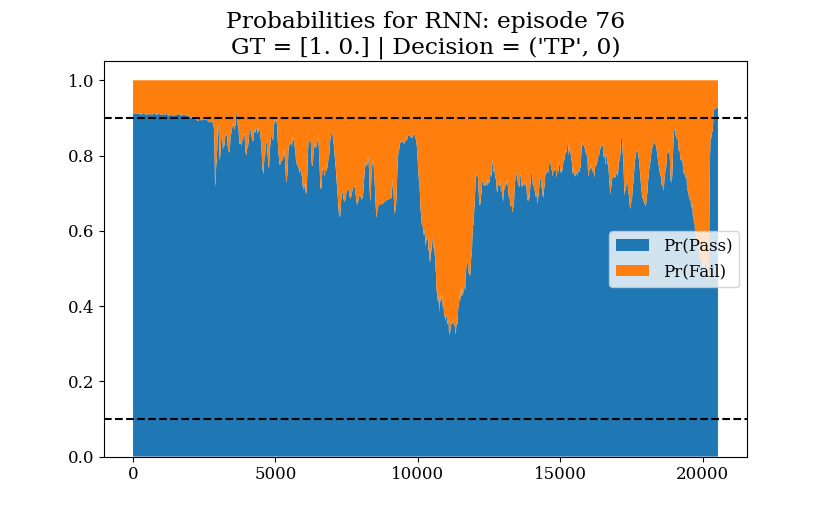 Probabilities for RNN: episode 76
GT = [1. 0.] | Decision = ('TP', 0)
1.0
0.8
0.6
0.4
0.2
0.0
Pr(Pass)
Pr(Fail)
0
5000
10000
15000
20000